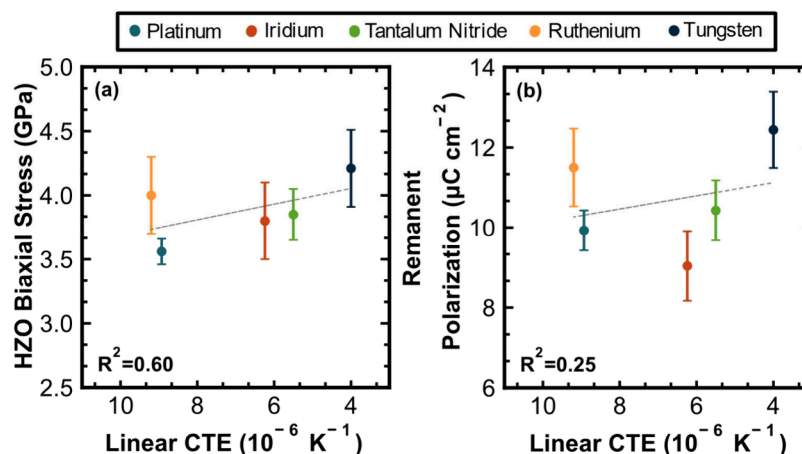 Platinum Iridium Tantalum Nitride Ruthenium Tungsten
(a)
HZO Biaxial Stress (GPa)
5.0
4.5
4.0
3.5
3.0
2.5
R²=0.60
10 8 6 4
Linear CTE (10⁻⁶ K⁻¹)
(b)
Remanent
Polarization (µC cm⁻²)
14
12
10
8
6
R²=0.25
10 8 6 4
Linear CTE (10⁻⁶ K⁻¹)